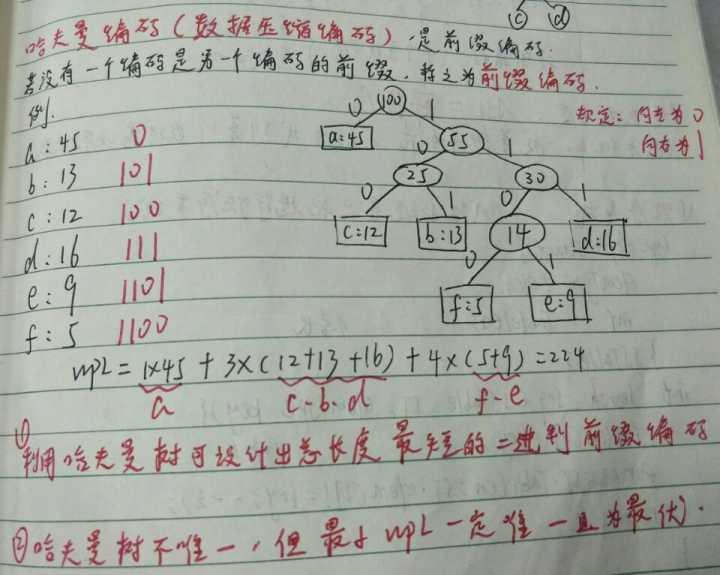 c d
哈夫曼编码(数据压缩编码),是前缀编码.
若没有一个编码是另一个编码的前缀,称之为前缀编码.
例.
规定:向左为0
向右为1
a:45 0
b:13 101
c:12 100
d:16 111
e:9 1101
f:5 1100
0 100 1
a:45 0 55 1
0 25 1 0 30 1
c:12 b:13 14 d:16
0 1
f:5 e:9
wpl=1×45+3×(12+13+16)+4×(5+9)=224
a c-b-d f-e
① 利用哈夫曼树可设计出总长度最短的二进制前缀编码
②哈夫曼树不唯一,但最小wpl一定唯一且为最优).